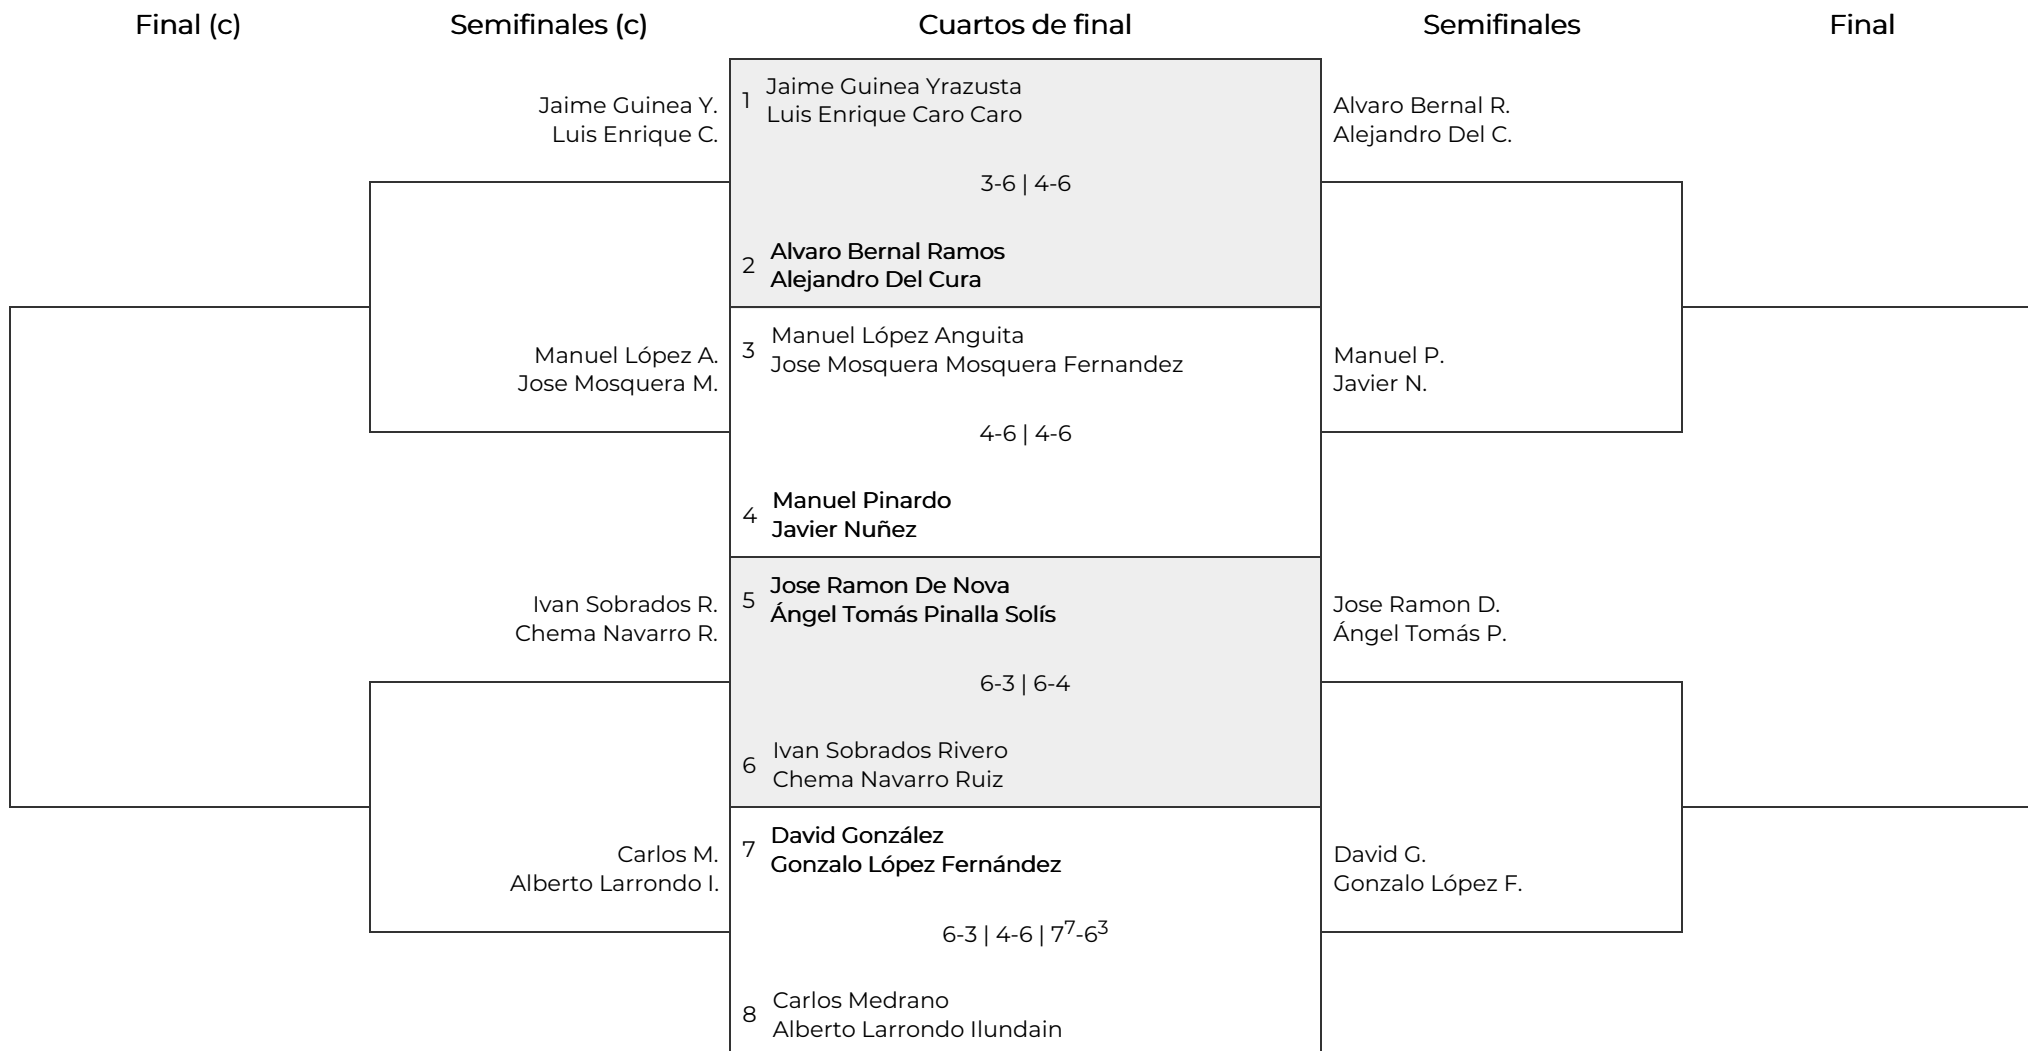 Final (c) Semifinales (c) Cuartos de final Semifinales Final
Jaime Guinea Y.
Luis Enrique C.
1 Jaime Guinea Yrazusta
Luis Enrique Caro Caro
Alvaro Bernal R.
Alejandro Del C.
3-6 | 4-6
2 Alvaro Bernal Ramos
Alejandro Del Cura
Manuel López A.
Jose Mosquera M.
3 Manuel López Anguita
Jose Mosquera Mosquera Fernandez
Manuel P.
Javier N.
4-6 | 4-6
4 Manuel Pinardo
Javier Nuñez
Ivan Sobrados R.
Chema Navarro R.
5 Jose Ramon De Nova
Ángel Tomás Pinalla Solís
Jose Ramon D.
Ángel Tomás P.
6-3 | 6-4
6 Ivan Sobrados Rivero
Chema Navarro Ruiz
Carlos M.
Alberto Larrondo I.
7 David González
Gonzalo López Fernández
David G.
Gonzalo López F.
6-3 | 4-6 | 7⁷-6³
8 Carlos Medrano
Alberto Larrondo Ilundain